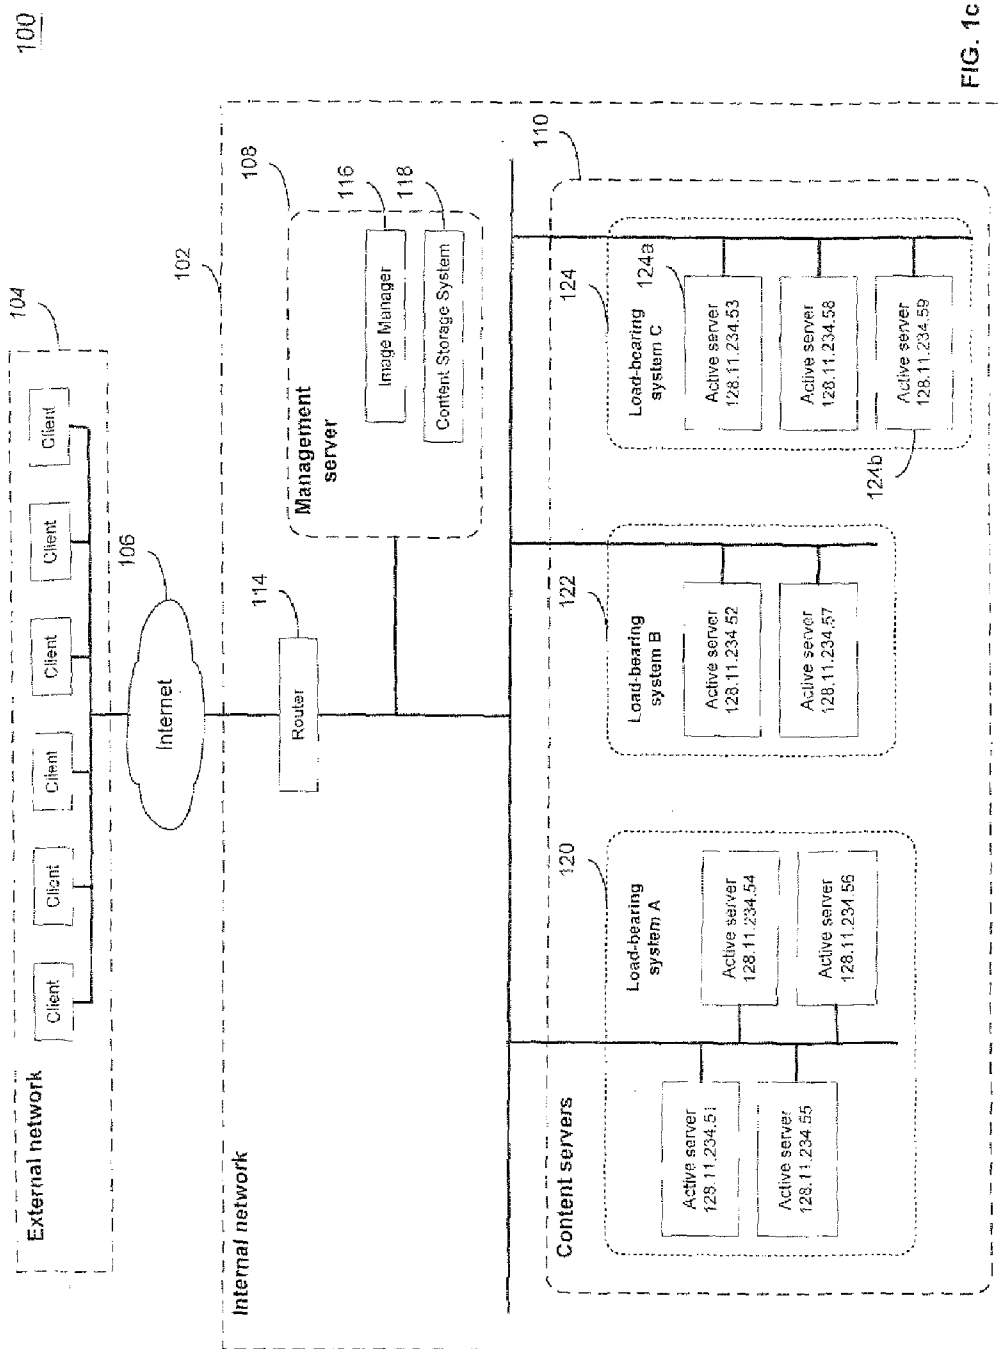 100
External network
104
Client
Client
Client
Client
Client
Client
Internet
106
Internal network
102
Router
114
Management
server
108
Image Manager
116
Content Storage System
118
Content servers
110
Load-bearing
system A
120
Active server
128.11.234.51
Active server
128.11.234.54
Active server
128.11.234.55
Active server
128.11.234.56
Load-bearing
system B
122
Active server
128.11.234.52
Active server
128.11.234.57
Load-bearing
system C
124
124a
Active server
128.11.234.53
Active server
128.11.234.58
Active server
128.11.234.59
124b
FIG. 1c